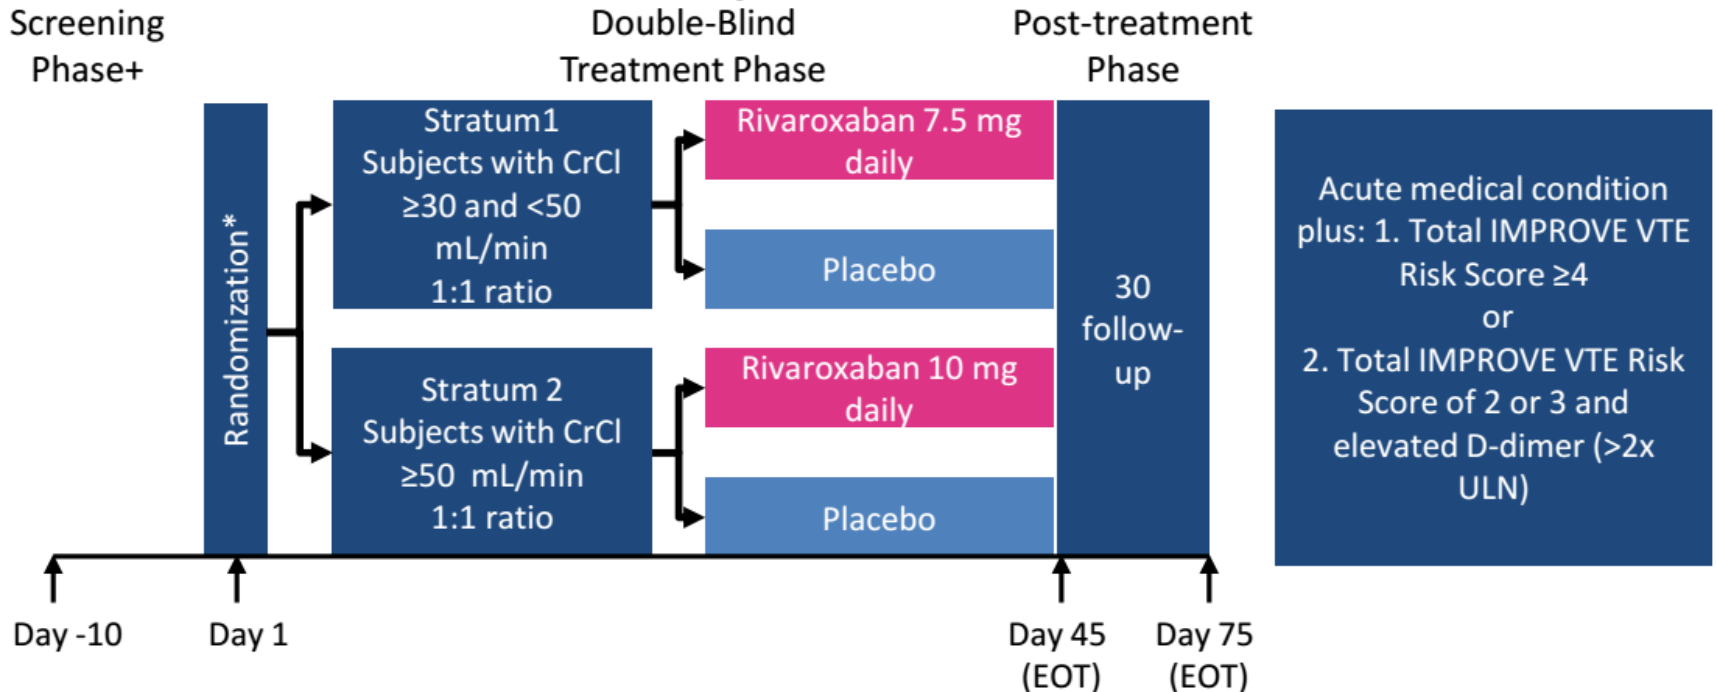 Screening
Phase+
Double-Blind
Treatment Phase
Post-treatment
Phase
Randomization*
Stratum1
Subjects with CrCl
≥30 and <50
mL/min
1:1 ratio
Rivaroxaban 7.5 mg
daily
Placebo
Stratum 2
Subjects with CrCl
≥50 mL/min
1:1 ratio
Rivaroxaban 10 mg
daily
Placebo
30
follow-
up
Acute medical condition
plus: 1. Total IMPROVE VTE
Risk Score ≥4
or
2. Total IMPROVE VTE Risk
Score of 2 or 3 and
elevated D-dimer (>2x
ULN)
Day -10
Day 1
Day 45
(EOT)
Day 75
(EOT)